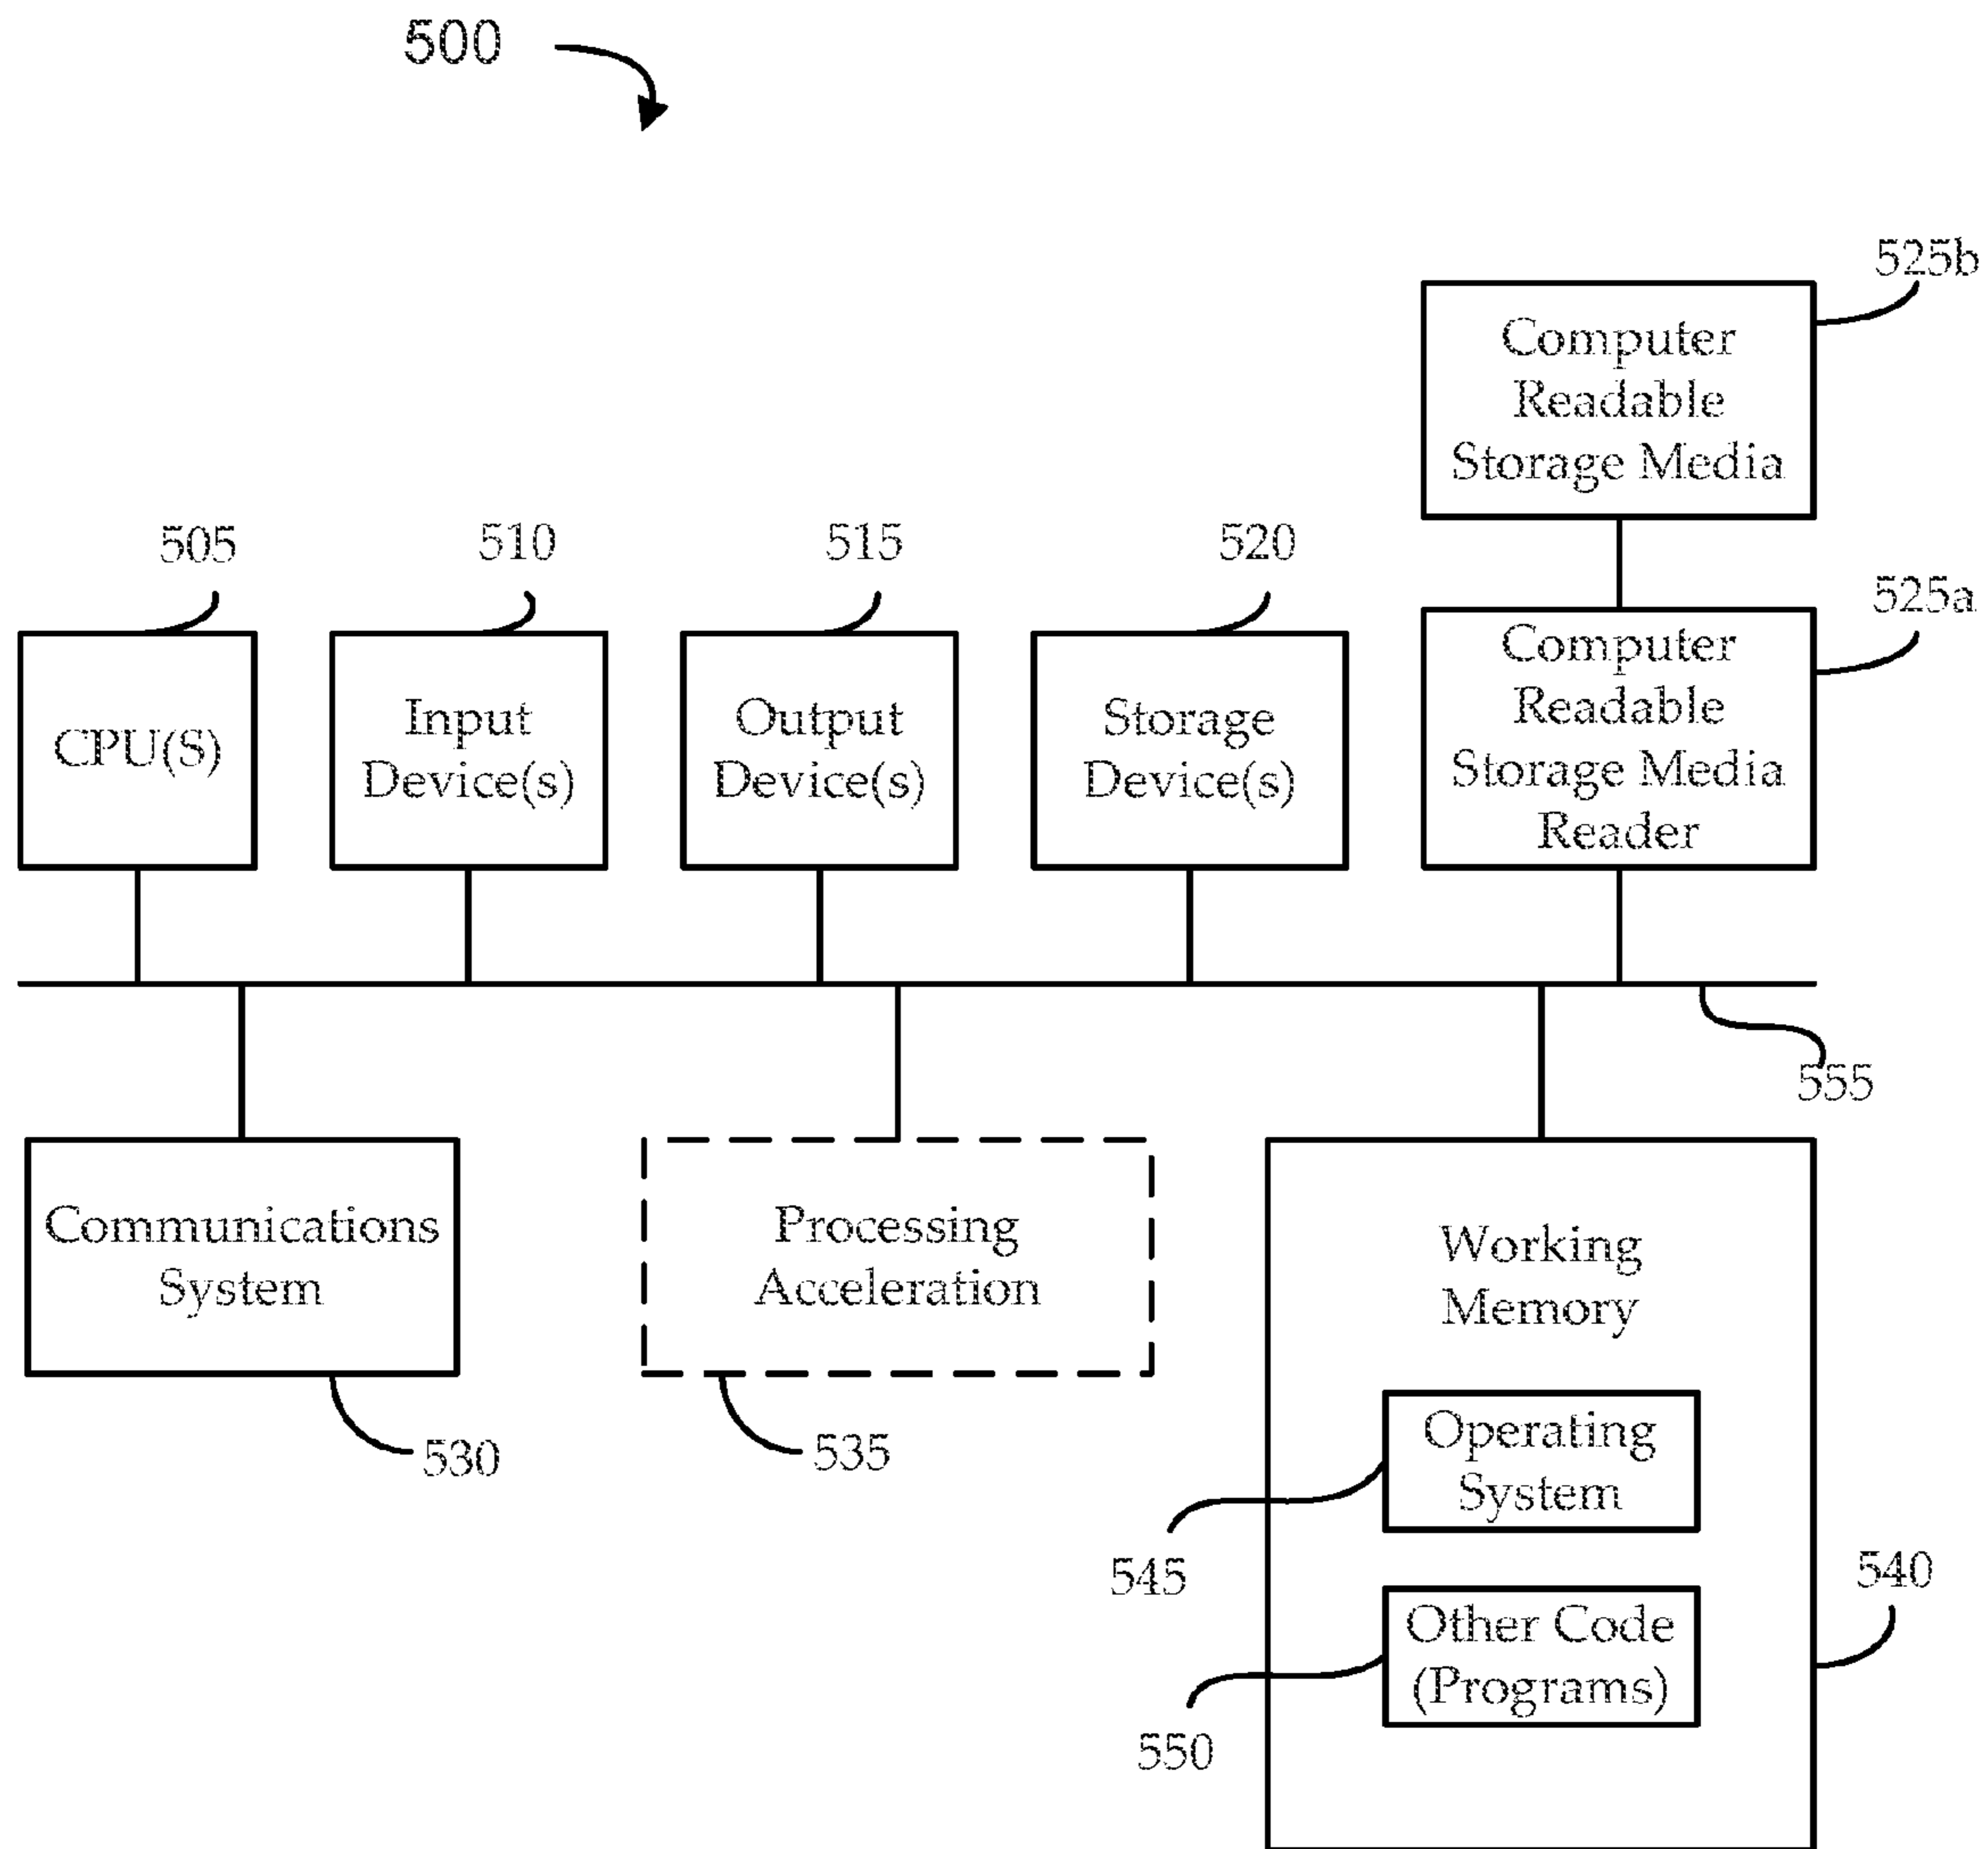 500
525b
Computer
Readable
Storage Media
505
510
515
520
525a
CPU(S)
Input
Device(s)
Output
Device(s)
Storage
Device(s)
Computer
Readable
Storage Media
Reader
555
Communications
System
Processing
Acceleration
Working
Memory
530
535
Operating
System
545
540
Other Code
(Programs)
550